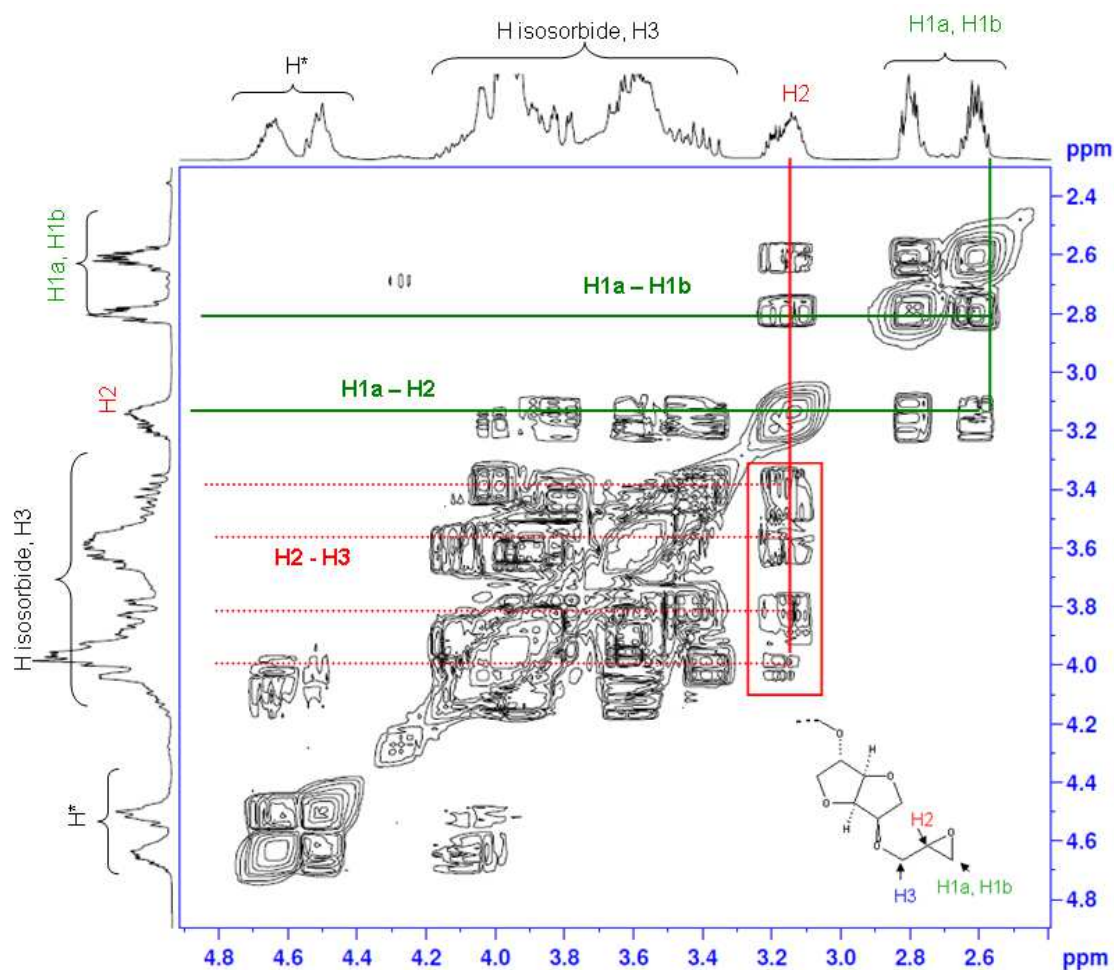 H isosorbide, H3
H1a, H1b
H*
H2
ppm
H1a, H1b
H2
H isosorbide, H3
H*
2.4
2.6
2.8
3.0
3.2
3.4
3.6
3.8
4.0
4.2
4.4
4.6
4.8
H1a – H1b
H1a – H2
H2 - H3
O
H
O
O
H
H2
O
O
H3
H1a, H1b
4.8
4.6
4.4
4.2
4.0
3.8
3.6
3.4
3.2
3.0
2.8
2.6
ppm